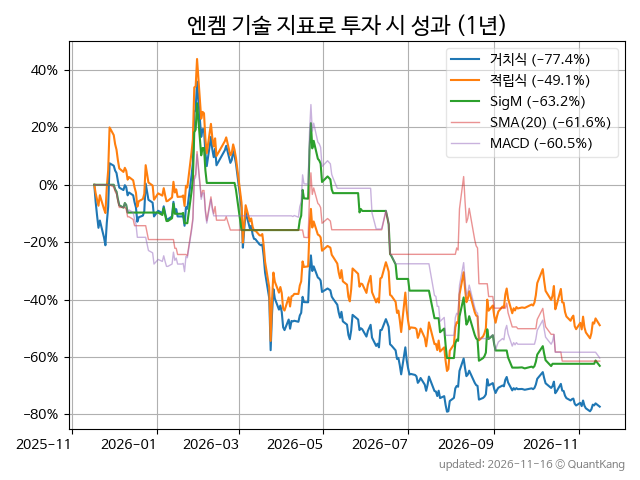 엔켐 기술 지표로 투자 시 성과 (1년)
거치식 (−77.4%)
적립식 (−49.1%)
SigM (−63.2%)
SMA(20) (−61.6%)
MACD (−60.5%)
40%
20%
0%
−20%
−40%
−60%
−80%
2025-11 2026-01 2026-03 2026-05 2026-07 2026-09 2026-11
updated: 2026-11-16 © QuantKang